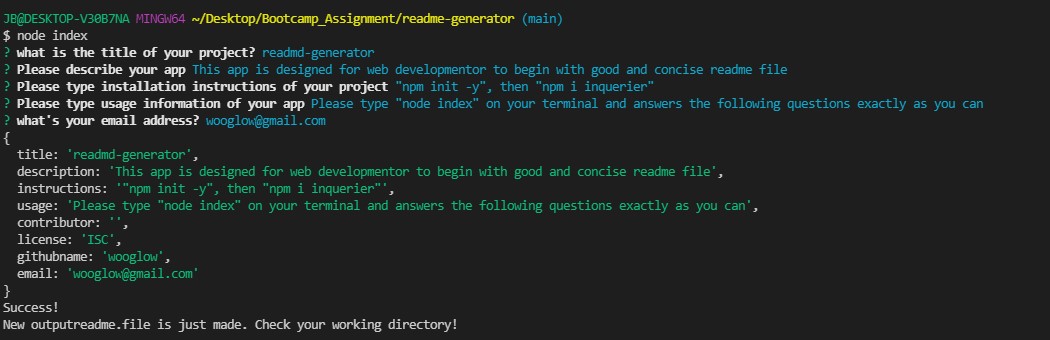 JB@DESKTOP-V30B7NA MINGW64 ~/Desktop/Bootcamp_Assignment/readme-generator (main)
$ node index
? what is the title of your project? readmd-generator
? Please describe your app This app is designed for web developmentor to begin with good and concise readme file
? Please type installation instructions of your project "npm init -y", then "npm i inquerier"
? Please type usage information of your app Please type "node index" on your terminal and answers the following questions exactly as you can
? what's your email address? wooglow@gmail.com
{
  title: 'readmd-generator',
  description: 'This app is designed for web developmentor to begin with good and concise readme file',
  instructions: '"npm init -y", then "npm i inquerier"',
  usage: 'Please type "node index" on your terminal and answers the following questions exactly as you can',
  contributor: '',
  license: 'ISC',
  githubname: 'wooglow',
  email: 'wooglow@gmail.com'
}
Success!
New outputreadme.file is just made. Check your working directory!